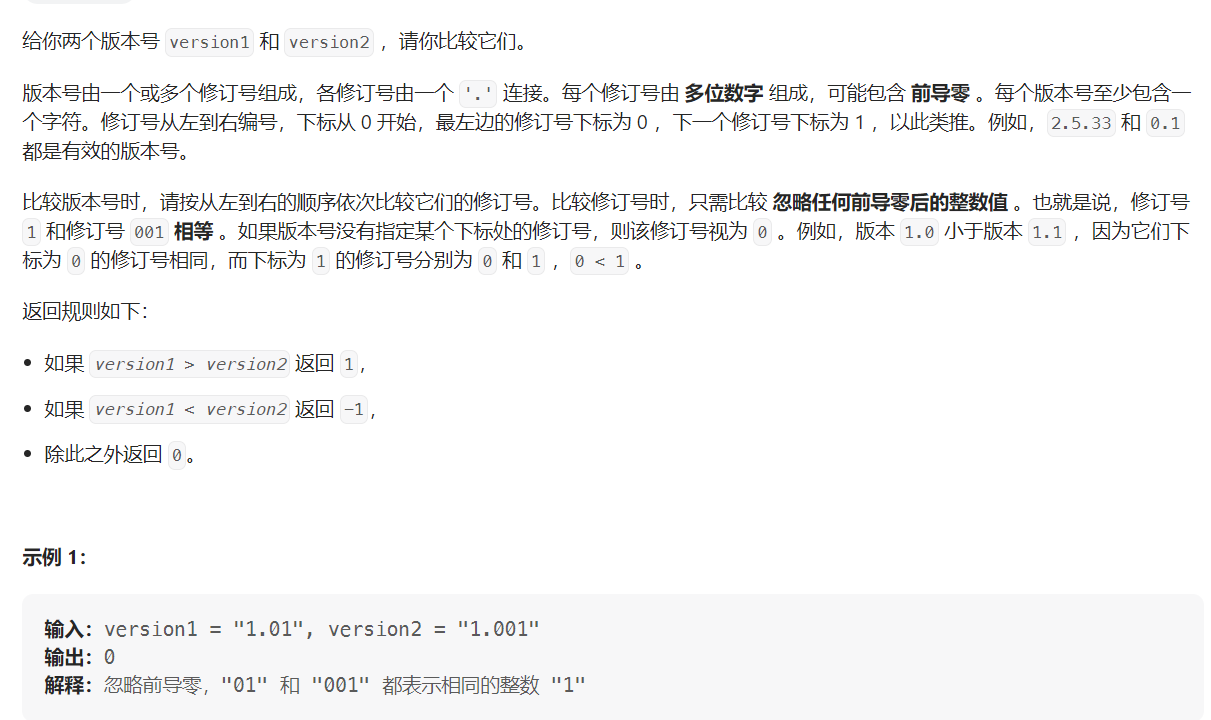 给你两个版本号 version1 和 version2 ，请你比较它们。
版本号由一个或多个修订号组成，各修订号由一个 '.' 连接。每个修订号由 多位数字 组成，可能包含 前导零 。每个版本号至少包含一
个字符。修订号从左到右编号，下标从 0 开始，最左边的修订号下标为 0 ，下一个修订号下标为 1 ，以此类推。例如，2.5.33 和 0.1
都是有效的版本号。
比较版本号时，请按从左到右的顺序依次比较它们的修订号。比较修订号时，只需比较 忽略任何前导零后的整数值 。也就是说，修订号
1 和修订号 001 相等 。如果版本号没有指定某个下标处的修订号，则该修订号视为 0 。例如，版本 1.0 小于版本 1.1 ，因为它们下
标为 0 的修订号相同，而下标为 1 的修订号分别为 0 和 1 ，0 < 1 。
返回规则如下：
• 如果 version1 > version2 返回 1，
• 如果 version1 < version2 返回 -1，
• 除此之外返回 0。
示例 1：
输入：version1 = "1.01", version2 = "1.001"
输出：0
解释：忽略前导零，"01" 和 "001" 都表示相同的整数 "1"